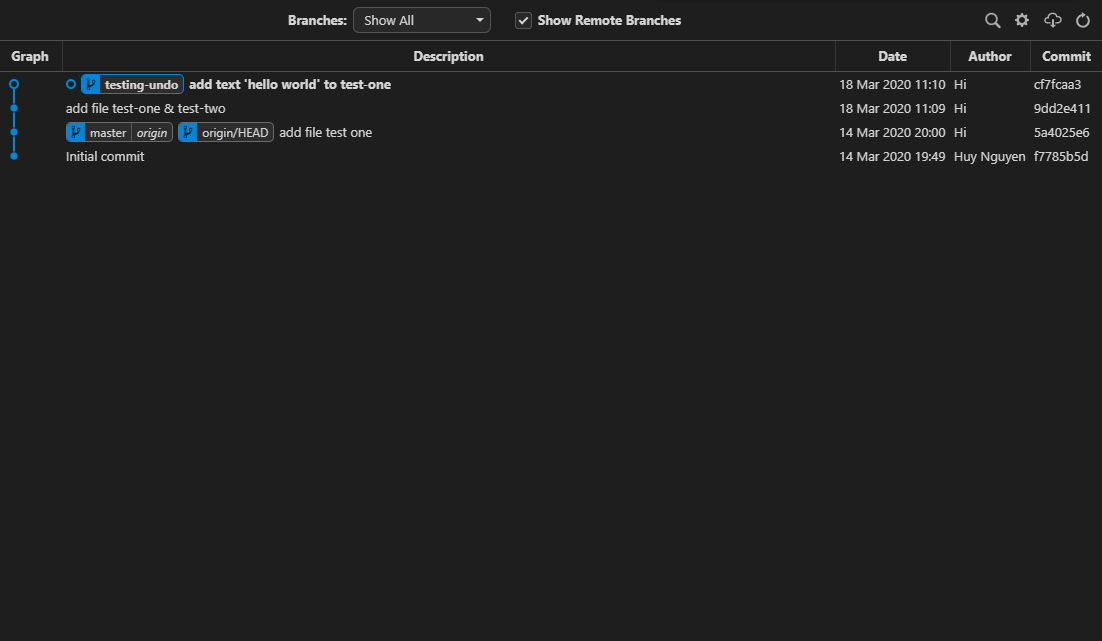 Branches: Show All Show Remote Branches
Graph Description Date Author Commit
testing-undo add text 'hello world' to test-one 18 Mar 2020 11:10 Hi cf7fcaa3
add file test-one & test-two 18 Mar 2020 11:09 Hi 9dd2e411
master origin origin/HEAD add file test one 14 Mar 2020 20:00 Hi 5a4025e6
Initial commit 14 Mar 2020 19:49 Huy Nguyen f7785b5d